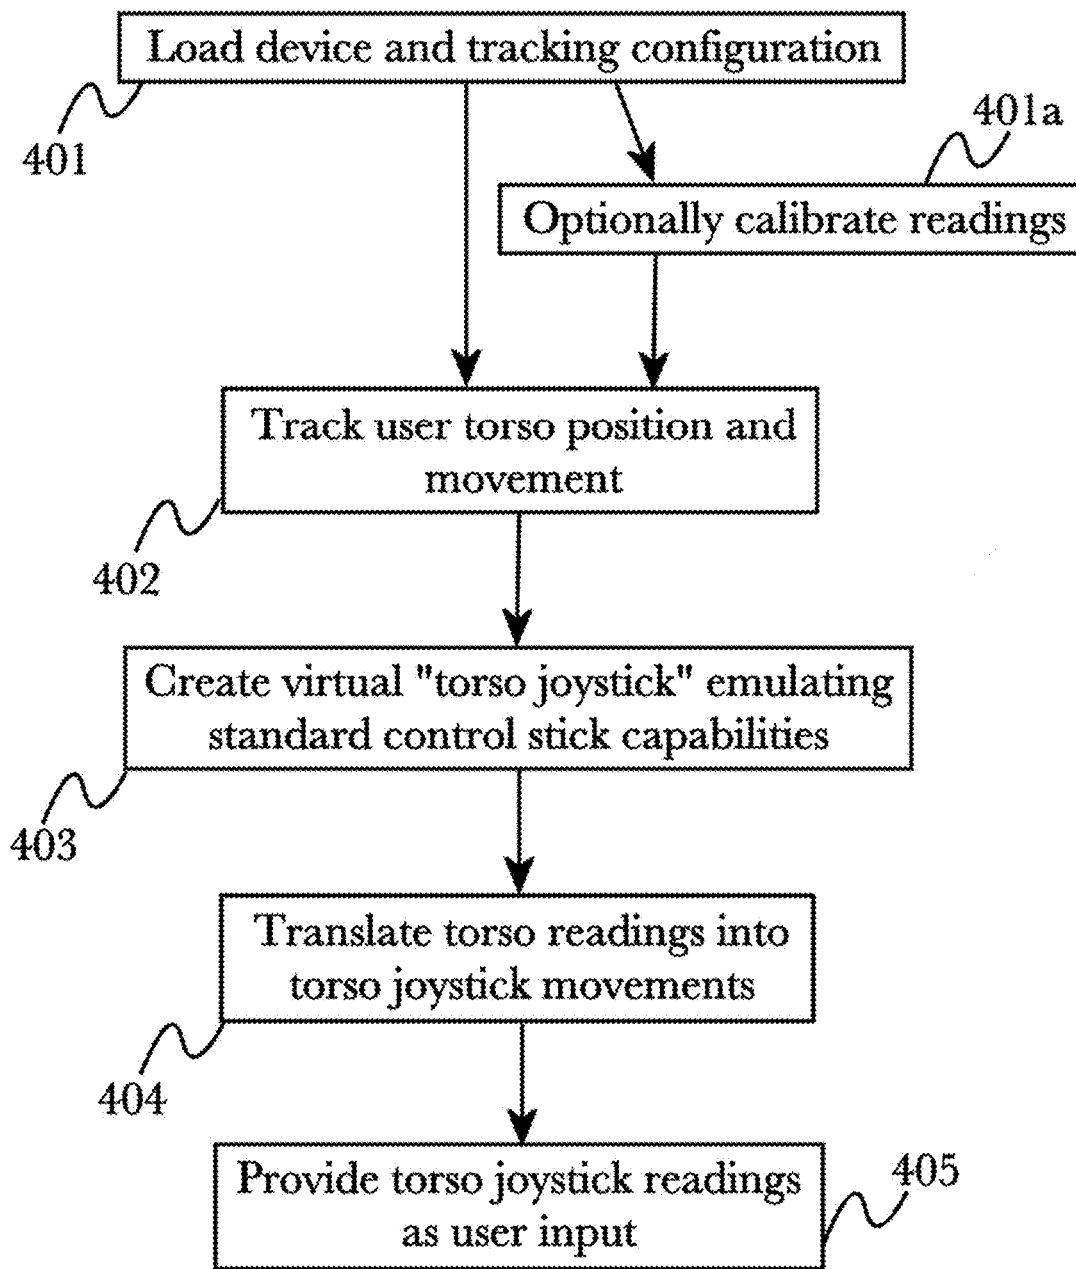 Load device and tracking configuration
401
401a
Optionally calibrate readings
Track user torso position and
movement
402
Create virtual "torso joystick" emulating
standard control stick capabilities
403
Translate torso readings into
torso joystick movements
404
Provide torso joystick readings
as user input
405